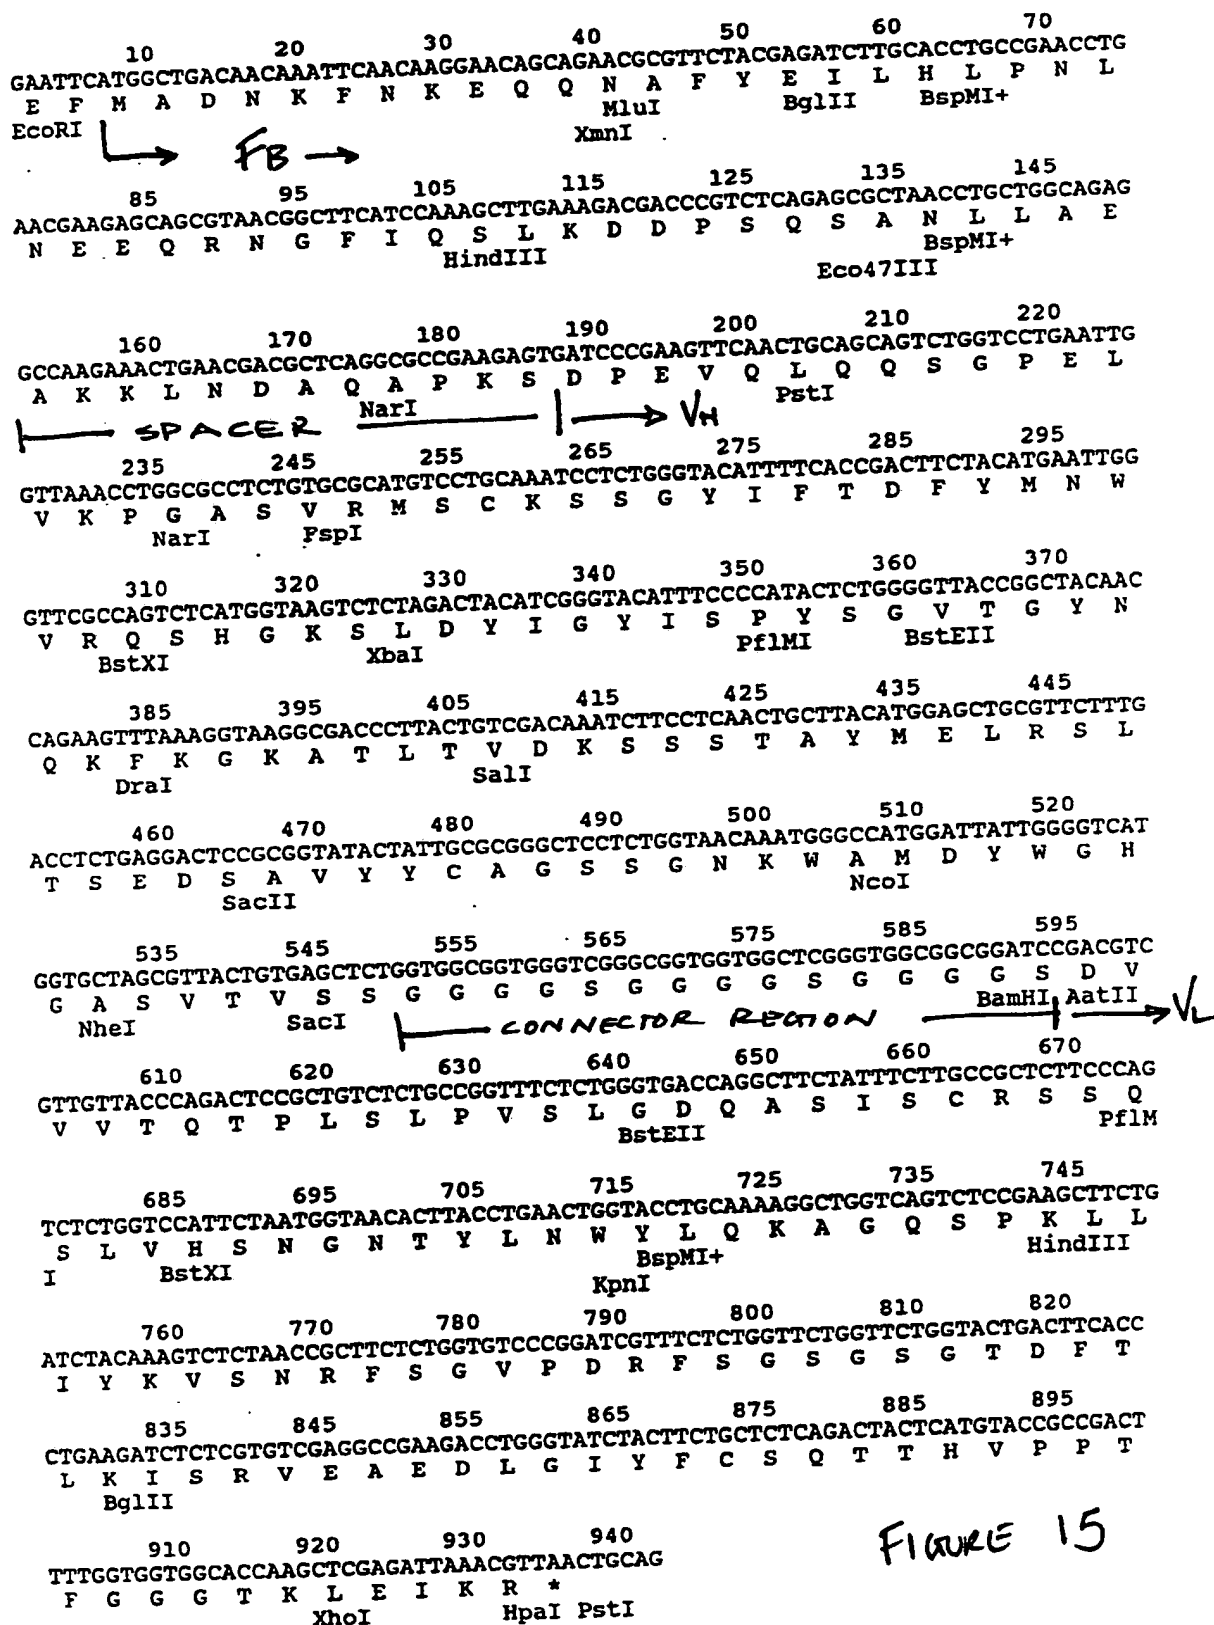 10 20 30 40 50 60 70
GAATTCATGGCTGACAACAAATTCAACAAGGAACAGCAGAACGCGTTCTACGAGATCTTGCACCTGCCGAACCTG
E F M A D N K F N K E Q Q N A F Y E I L H L P N L
EcoRI MluI BglII BspMI+
XmnI
FB
85 95 105 115 125 135 145
AACGAAGAGCAGCGTAACGGCTTCATCCAAAGCTTGAAAGACGACCCGTCTCAGAGCGCTAACCTGCTGGCAGAG
N E E Q R N G F I Q S L K D D P S Q S A N L L A E
HindIII BspMI+
Eco47III
160 170 180 190 200 210 220
GCCAAGAAACTGAACGACGCTCAGGCGCCGAAGAGTGATCCCGAAGTTCAACTGCAGCAGTCTGGTCCTGAATTG
A K K L N D A Q A P K S D P E V Q L Q Q S G P E L
NarI PstI
SPACER VH
235 245 255 265 275 285 295
GTTAAACCTGGCGCCTCTGTGCGCATGTCCTGCAAATCCTCTGGGTACATTTTCACCGACTTCTACATGAATTGG
V K P G A S V R M S C K S S G Y I F T D F Y M N W
NarI FspI
310 320 330 340 350 360 370
GTTCGCCAGTCTCATGGTAAGTCTCTAGACTACATCGGGTACATTTCCCCATACTCTGGGGTTACCGGCTACAAC
V R Q S H G K S L D Y I G Y I S P Y S G V T G Y N
BstXI XbaI PflMI BstEII
385 395 405 415 425 435 445
CAGAAGTTTAAAGGTAAGGCGACCCTTACTGTCGACAAATCTTCCTCAACTGCTTACATGGAGCTGCGTTCTTTG
Q K F K G K A T L T V D K S S S T A Y M E L R S L
DraI SalI
460 470 480 490 500 510 520
ACCTCTGAGGACTCCGCGGTATACTATTGCGCGGGCTCCTCTGGTAACAAATGGGCCATGGATTATTGGGGTCAT
T S E D S A V Y Y C A G S S G N K W A M D Y W G H
SacII NcoI
535 545 555 565 575 585 595
GGTGCTAGCGTTACTGTGAGCTCTGGTGGCGGTGGGTCGGGCGGTGGTGGCTCGGGTGGCGGCGGATCCGACGTC
G A S V T V S S G G G G S G G G G S G G G G S D V
NheI SacI BamHI AatII
CONNECTOR REGION VL
610 620 630 640 650 660 670
GTTGTTACCCAGACTCCGCTGTCTCTGCCGGTTTCTCTGGGTGACCAGGCTTCTATTTCTTGCCGCTCTTCCCAG
V V T Q T P L S L P V S L G D Q A S I S C R S S Q
BstEII PflM
685 695 705 715 725 735 745
TCTCTGGTCCATTCTAATGGTAACACTTACCTGAACTGGTACCTGCAAAAGGCTGGTCAGTCTCCGAAGCTTCTG
S L V H S N G N T Y L N W Y L Q K A G Q S P K L L
I BstXI BspMI+ HindIII
KpnI
760 770 780 790 800 810 820
ATCTACAAAGTCTCTAACCGCTTCTCTGGTGTCCCGGATCGTTTCTCTGGTTCTGGTTCTGGTACTGACTTCACC
I Y K V S N R F S G V P D R F S G S G S G T D F T
835 845 855 865 875 885 895
CTGAAGATCTCTCGTGTCGAGGCCGAAGACCTGGGTATCTACTTCTGCTCTCAGACTACTCATGTACCGCCGACT
L K I S R V E A E D L G I Y F C S Q T T H V P P T
BglII
910 920 930 940
TTTGGTGGTGGCACCAAGCTCGAGATTAAACGTTAACTGCAG
F G G G T K L E I K R *
XhoI HpaI PstI
FIGURE 15